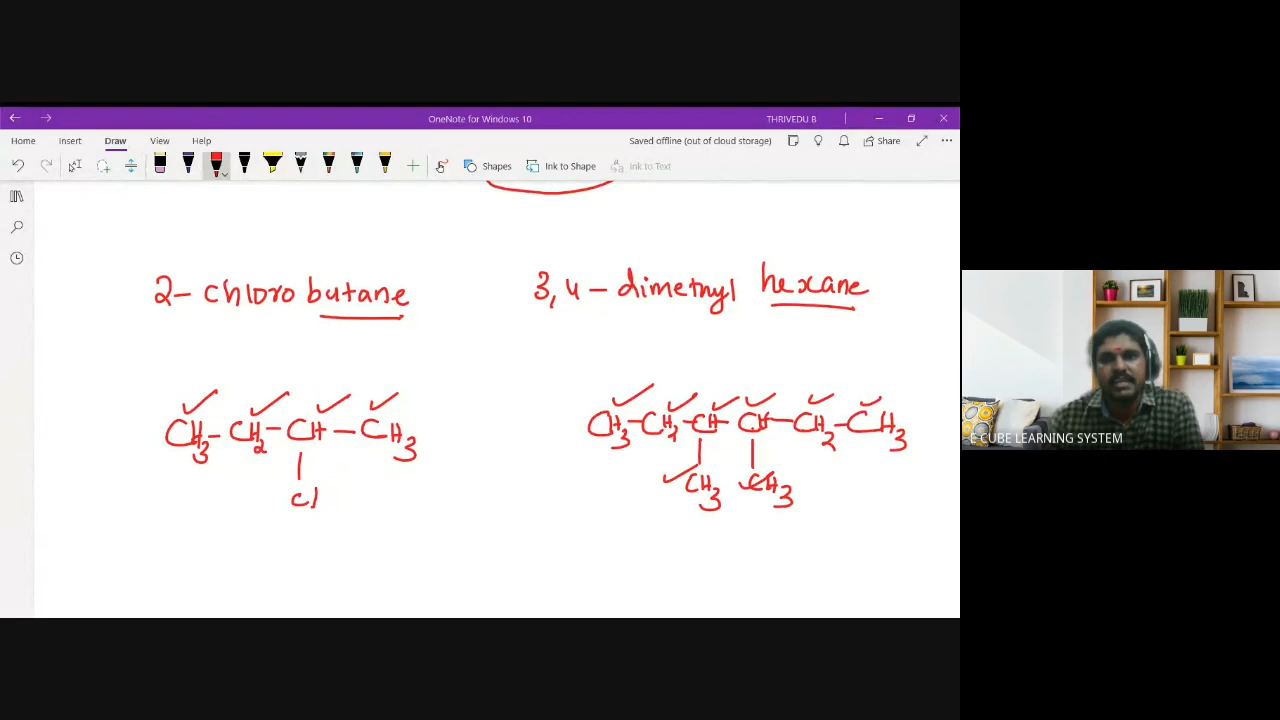 OneNote for Windows 10
THRIVEDU B
Home Insert Draw View Help
Saved offline (out of cloud storage)
Share
Shapes
Ink to Shape
Ink to Text
2- chloro butane
3, 4 - dimethyl hexane
CH3 - CH2 - CH - CH3
Cl
CH3 - CH2 - CH - CH - CH2 - CH3
CH3 CH3
E CUBE LEARNING SYSTEM